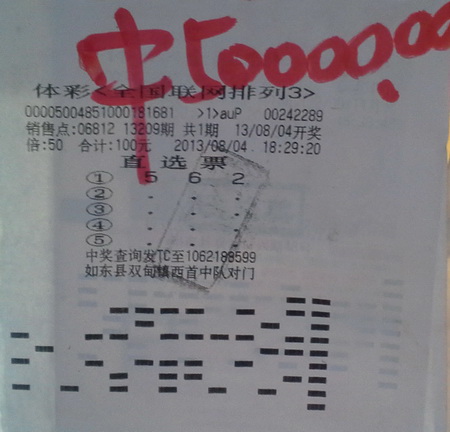 中50000000.
体彩<全国联网排列3>
00005004851000181681 >1>auP 00242289
销售点:06812 13209期 共1期 13/08/04开奖
倍:50 合计:100元 2013/08/04 18:29:20
直选票
① 5 6 2
② - - -
③ - - -
④ - - -
⑤ - - -
中奖查询发TC至1062188599
如东县双甸镇西首中队对门